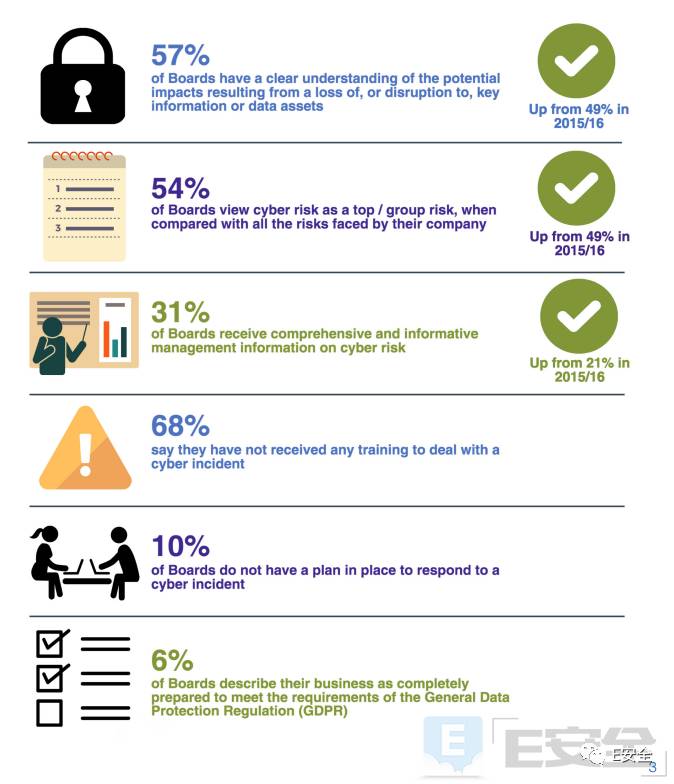 57%
of Boards have a clear understanding of the potential
impacts resulting from a loss of, or disruption to, key
information or data assets
Up from 49% in
2015/16
1
2
3
54%
of Boards view cyber risk as a top / group risk, when
compared with all the risks faced by their company
Up from 49% in
2015/16
31%
of Boards receive comprehensive and informative
management information on cyber risk
Up from 21% in
2015/16
68%
say they have not received any training to deal with a
cyber incident
10%
of Boards do not have a plan in place to respond to a
cyber incident
6%
of Boards describe their business as completely
prepared to meet the requirements of the General Data
Protection Regulation (GDPR)
E
E安全
E安全
3